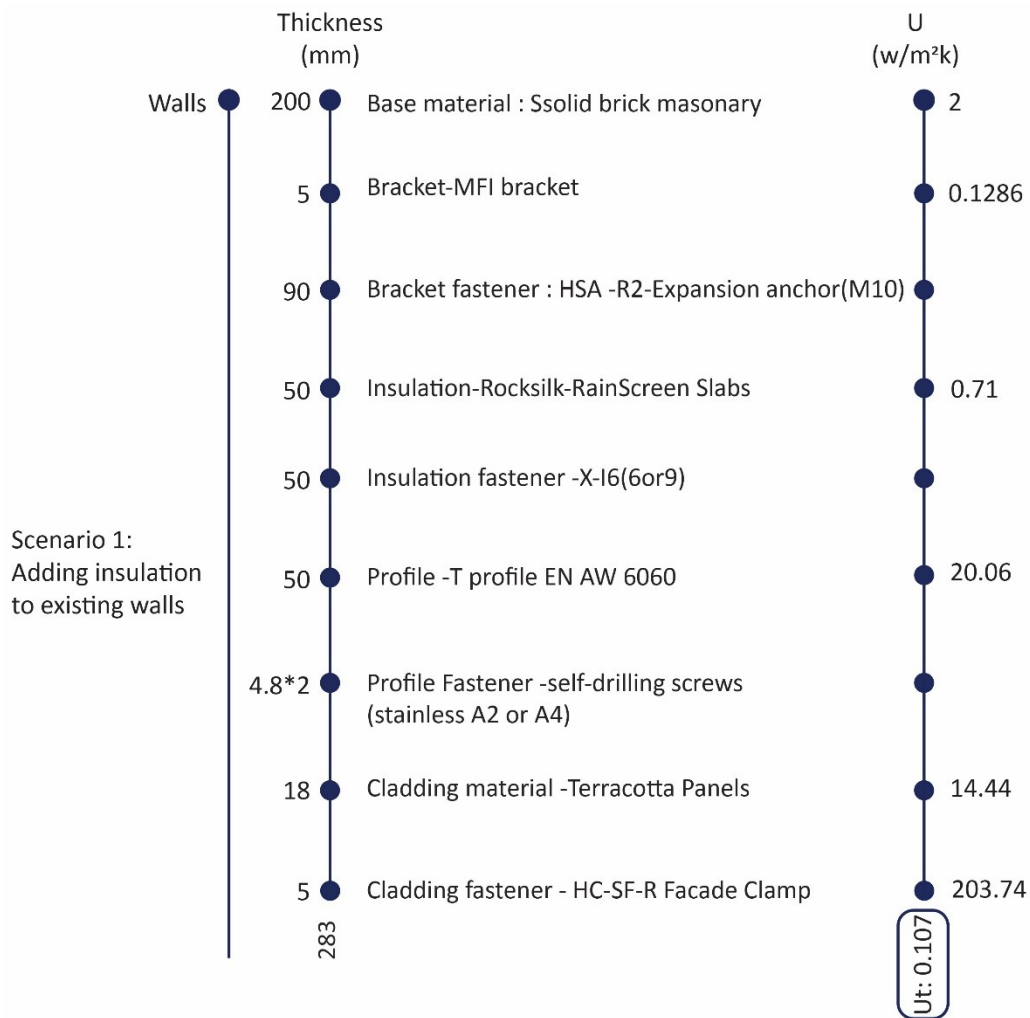 Thickness
(mm)
U
(w/m²k)
Walls
200
Base material : Ssolid brick masonary
2
5
Bracket-MFI bracket
0.1286
90
Bracket fastener : HSA -R2-Expansion anchor(M10)
50
Insulation-Rocksilk-RainScreen Slabs
0.71
50
Insulation fastener -X-I6(6or9)
Scenario 1:
Adding insulation
to existing walls
50
Profile -T profile EN AW 6060
20.06
4.8*2
Profile Fastener -self-drilling screws
(stainless A2 or A4)
18
Cladding material -Terracotta Panels
14.44
5
Cladding fastener - HC-SF-R Facade Clamp
203.74
283
Ut: 0.107